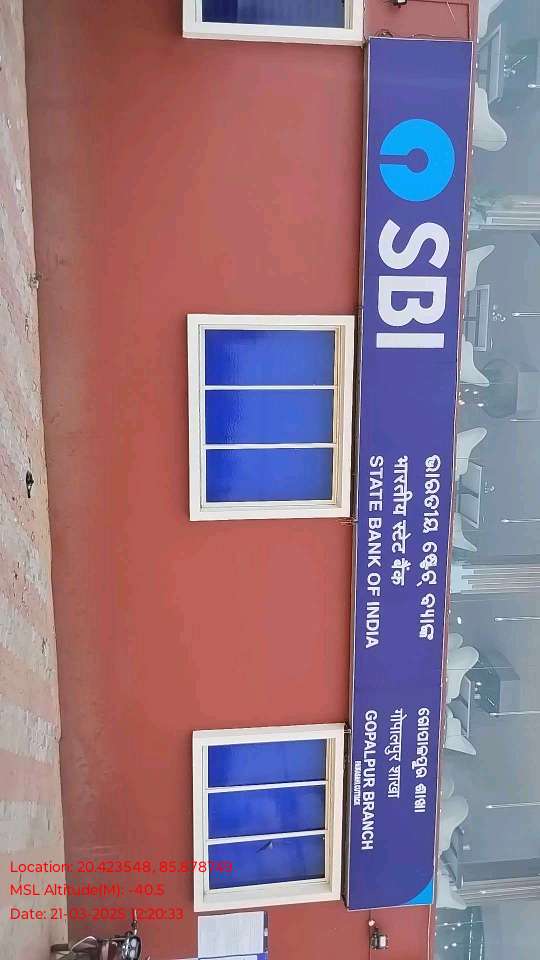 SBI
ଭାରତୀୟ ଷ୍ଟେଟ୍ ବ୍ୟାଙ୍କ
भारतीय स्टेट बैंक
STATE BANK OF INDIA
ଗୋପାଳପୁର ଶାଖା
गोपालपुर शाखा
GOPALPUR BRANCH
Location: 20.423548, 85.878749
MSL Altitude(M): -40.5
Date: 21-03-2025 12:20:33